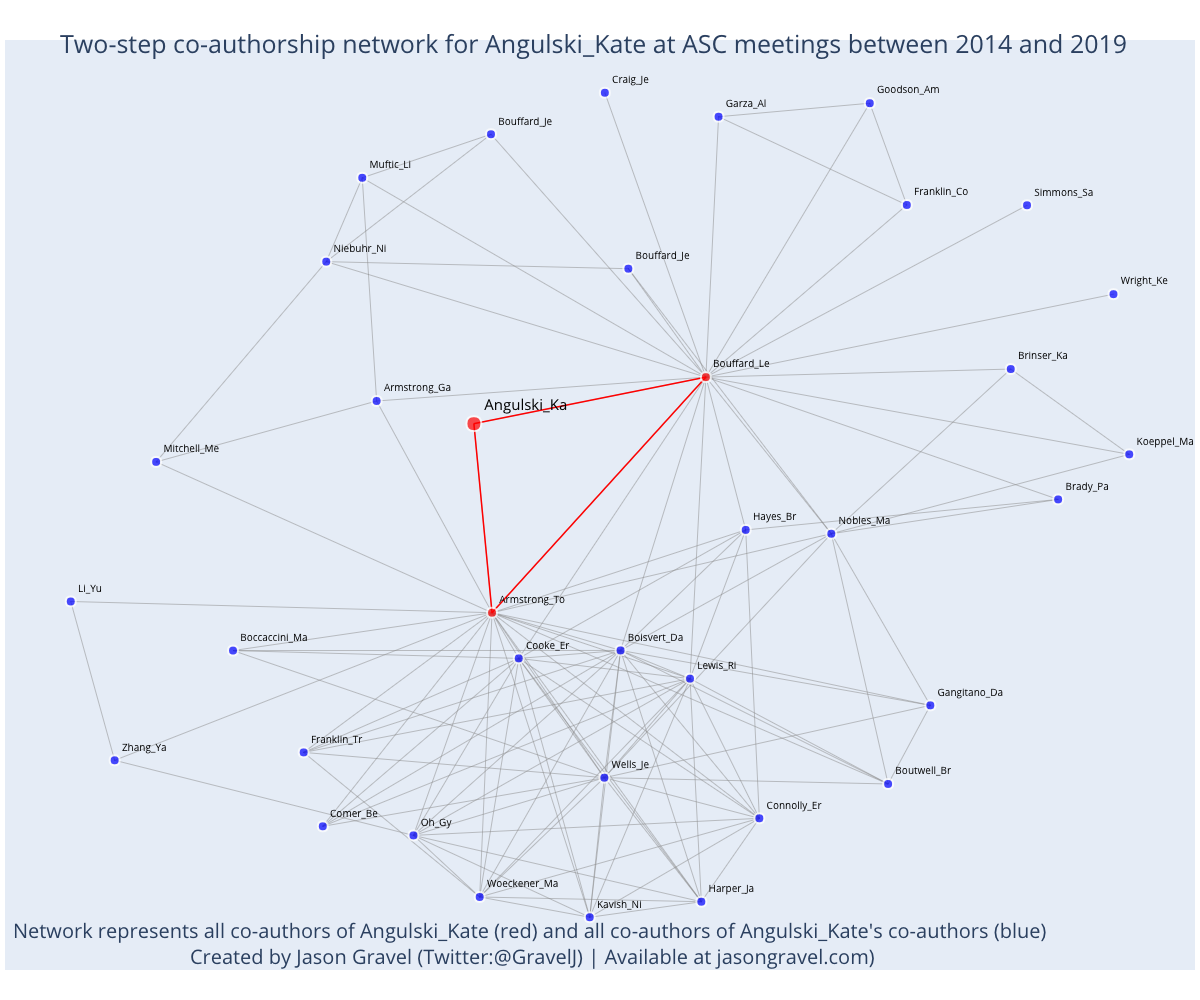 Two-step co-authorship network for Angulski_Kate at ASC meetings between 2014 and 2019
Craig_Je
Goodson_Am
Garza_Al
Bouffard_Je
Muftic_Li
Franklin_Co
Simmons_Sa
Niebuhr_Ni
Bouffard_Je
Wright_Ke
Brinser_Ka
Bouffard_Le
Armstrong_Ga
Angulski_Ka
Koeppel_Ma
Mitchell_Me
Brady_Pa
Hayes_Br
Nobles_Ma
Li_Yu
Armstrong_To
Boccaccini_Ma
Cooke_Er
Boisvert_Da
Lewis_Ri
Gangitano_Da
Franklin_Tr
Zhang_Ya
Wells_Je
Boutwell_Br
Connolly_Er
Comer_Be
Oh_Gy
Woeckener_Ma
Harper_Ja
Kavish_Ni
Network represents all co-authors of Angulski_Kate (red) and all co-authors of Angulski_Kate's co-authors (blue)
Created by Jason Gravel (Twitter:@GravelJ) | Available at jasongravel.com)